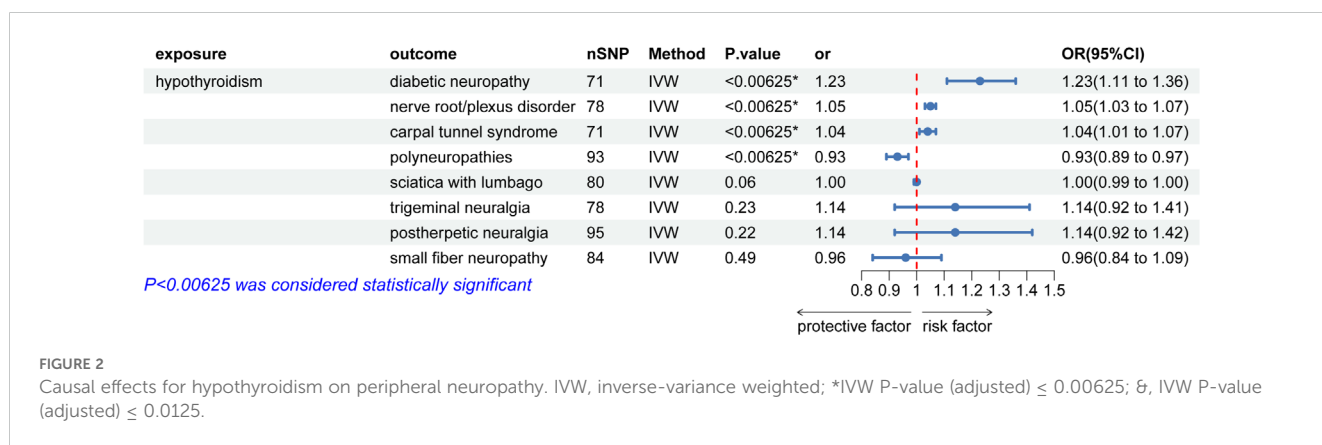 exposure outcome nSNP Method P.value or OR(95%CI)
hypothyroidism diabetic neuropathy 71 IVW <0.00625* 1.23 1.23(1.11 to 1.36)
nerve root/plexus disorder 78 IVW <0.00625* 1.05 1.05(1.03 to 1.07)
carpal tunnel syndrome 71 IVW <0.00625* 1.04 1.04(1.01 to 1.07)
polyneuropathies 93 IVW <0.00625* 0.93 0.93(0.89 to 0.97)
sciatica with lumbago 80 IVW 0.06 1.00 1.00(0.99 to 1.00)
trigeminal neuralgia 78 IVW 0.23 1.14 1.14(0.92 to 1.41)
postherpetic neuralgia 95 IVW 0.22 1.14 1.14(0.92 to 1.42)
small fiber neuropathy 84 IVW 0.49 0.96 0.96(0.84 to 1.09)
P<0.00625 was considered statistically significant
0.8 0.9 1 1.1 1.2 1.3 1.4 1.5
protective factor risk factor
FIGURE 2
Causal effects for hypothyroidism on peripheral neuropathy. IVW, inverse-variance weighted; *IVW P-value (adjusted) ≤ 0.00625; &, IVW P-value
(adjusted) ≤ 0.0125.